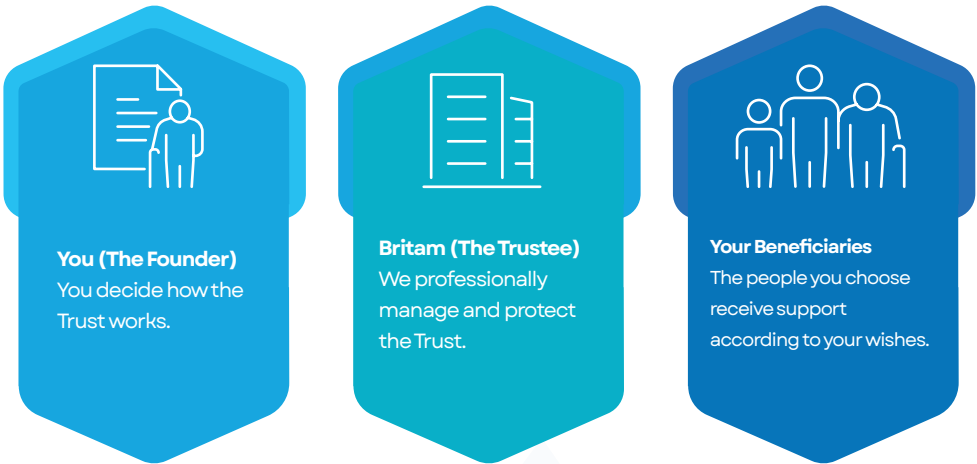 You (The Founder)
You decide how the
Trust works.
Britam (The Trustee)
We professionally
manage and protect
the Trust.
Your Beneficiaries
The people you choose
receive support
according to your wishes.